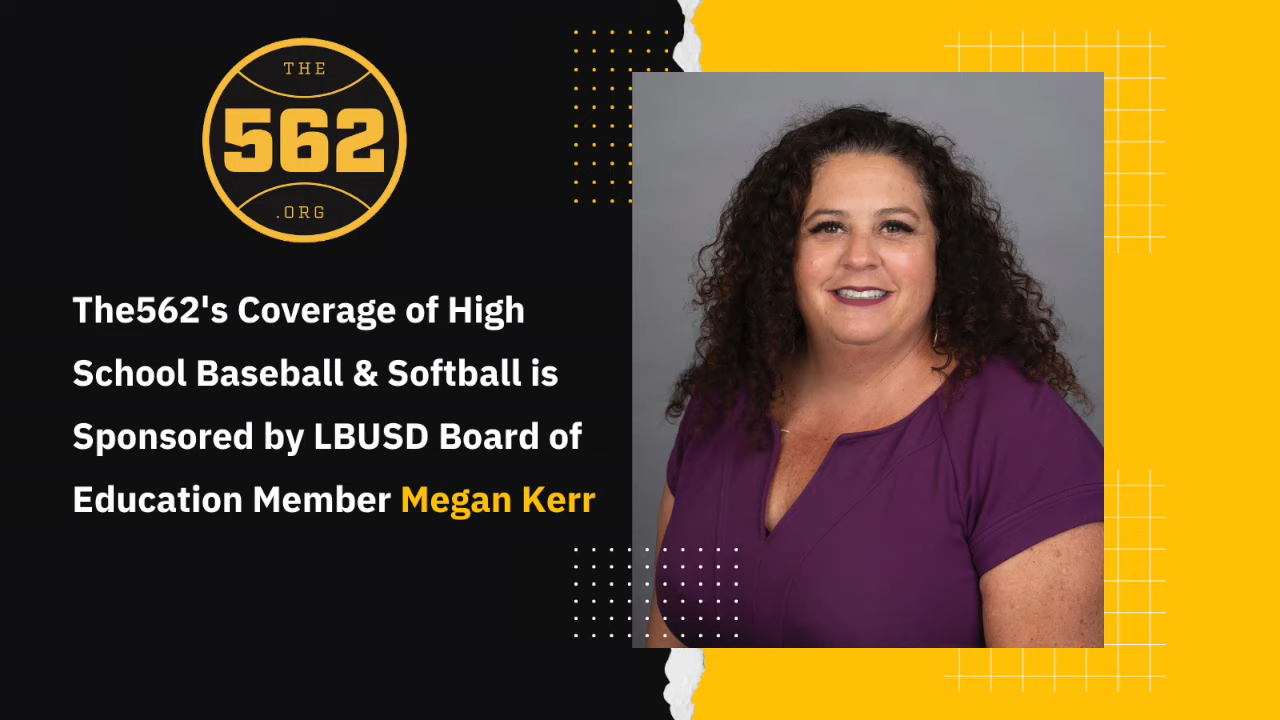 THE
562
.ORG
The562's Coverage of High
School Baseball & Softball is
Sponsored by LBUSD Board of
Education Member Megan Kerr